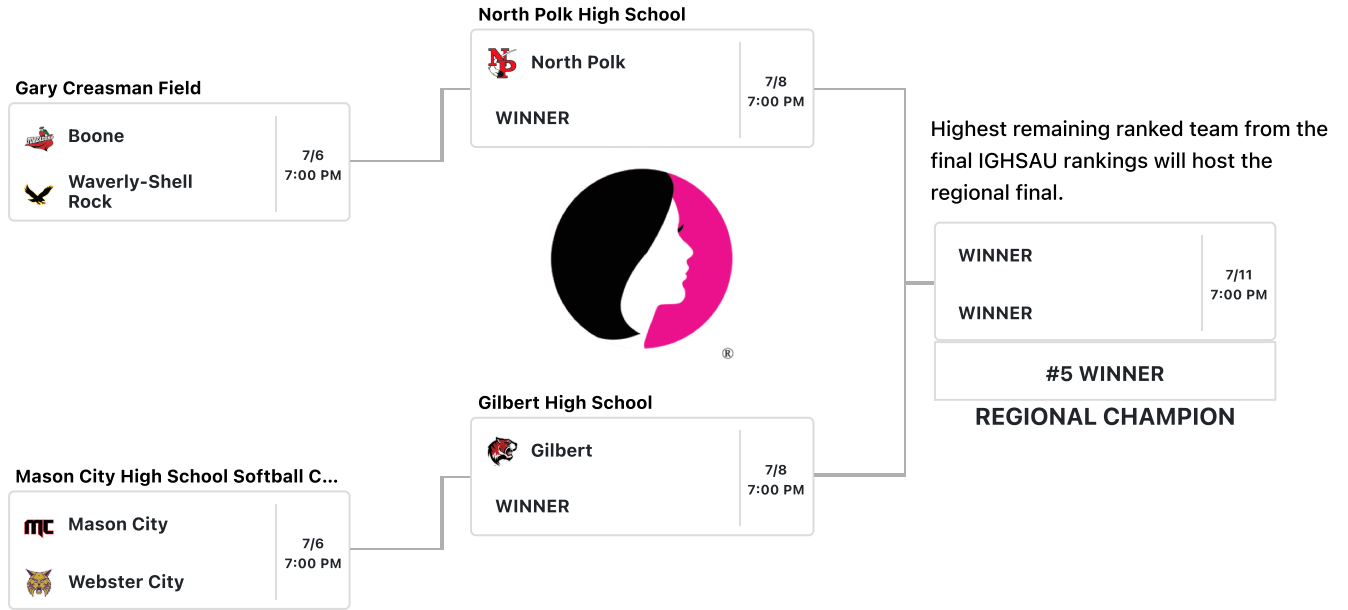 North Polk High School
NP
North Polk
7/8
7:00 PM
WINNER
Gary Creasman Field
Boone
7/6
7:00 PM
Waverly-Shell
Rock
Highest remaining ranked team from the
final IGHSAU rankings will host the
regional final.
WINNER
7/11
7:00 PM
WINNER
#5 WINNER
REGIONAL CHAMPION
®
Gilbert High School
Gilbert
7/8
7:00 PM
WINNER
Mason City High School Softball C...
MC
Mason City
7/6
7:00 PM
Webster City